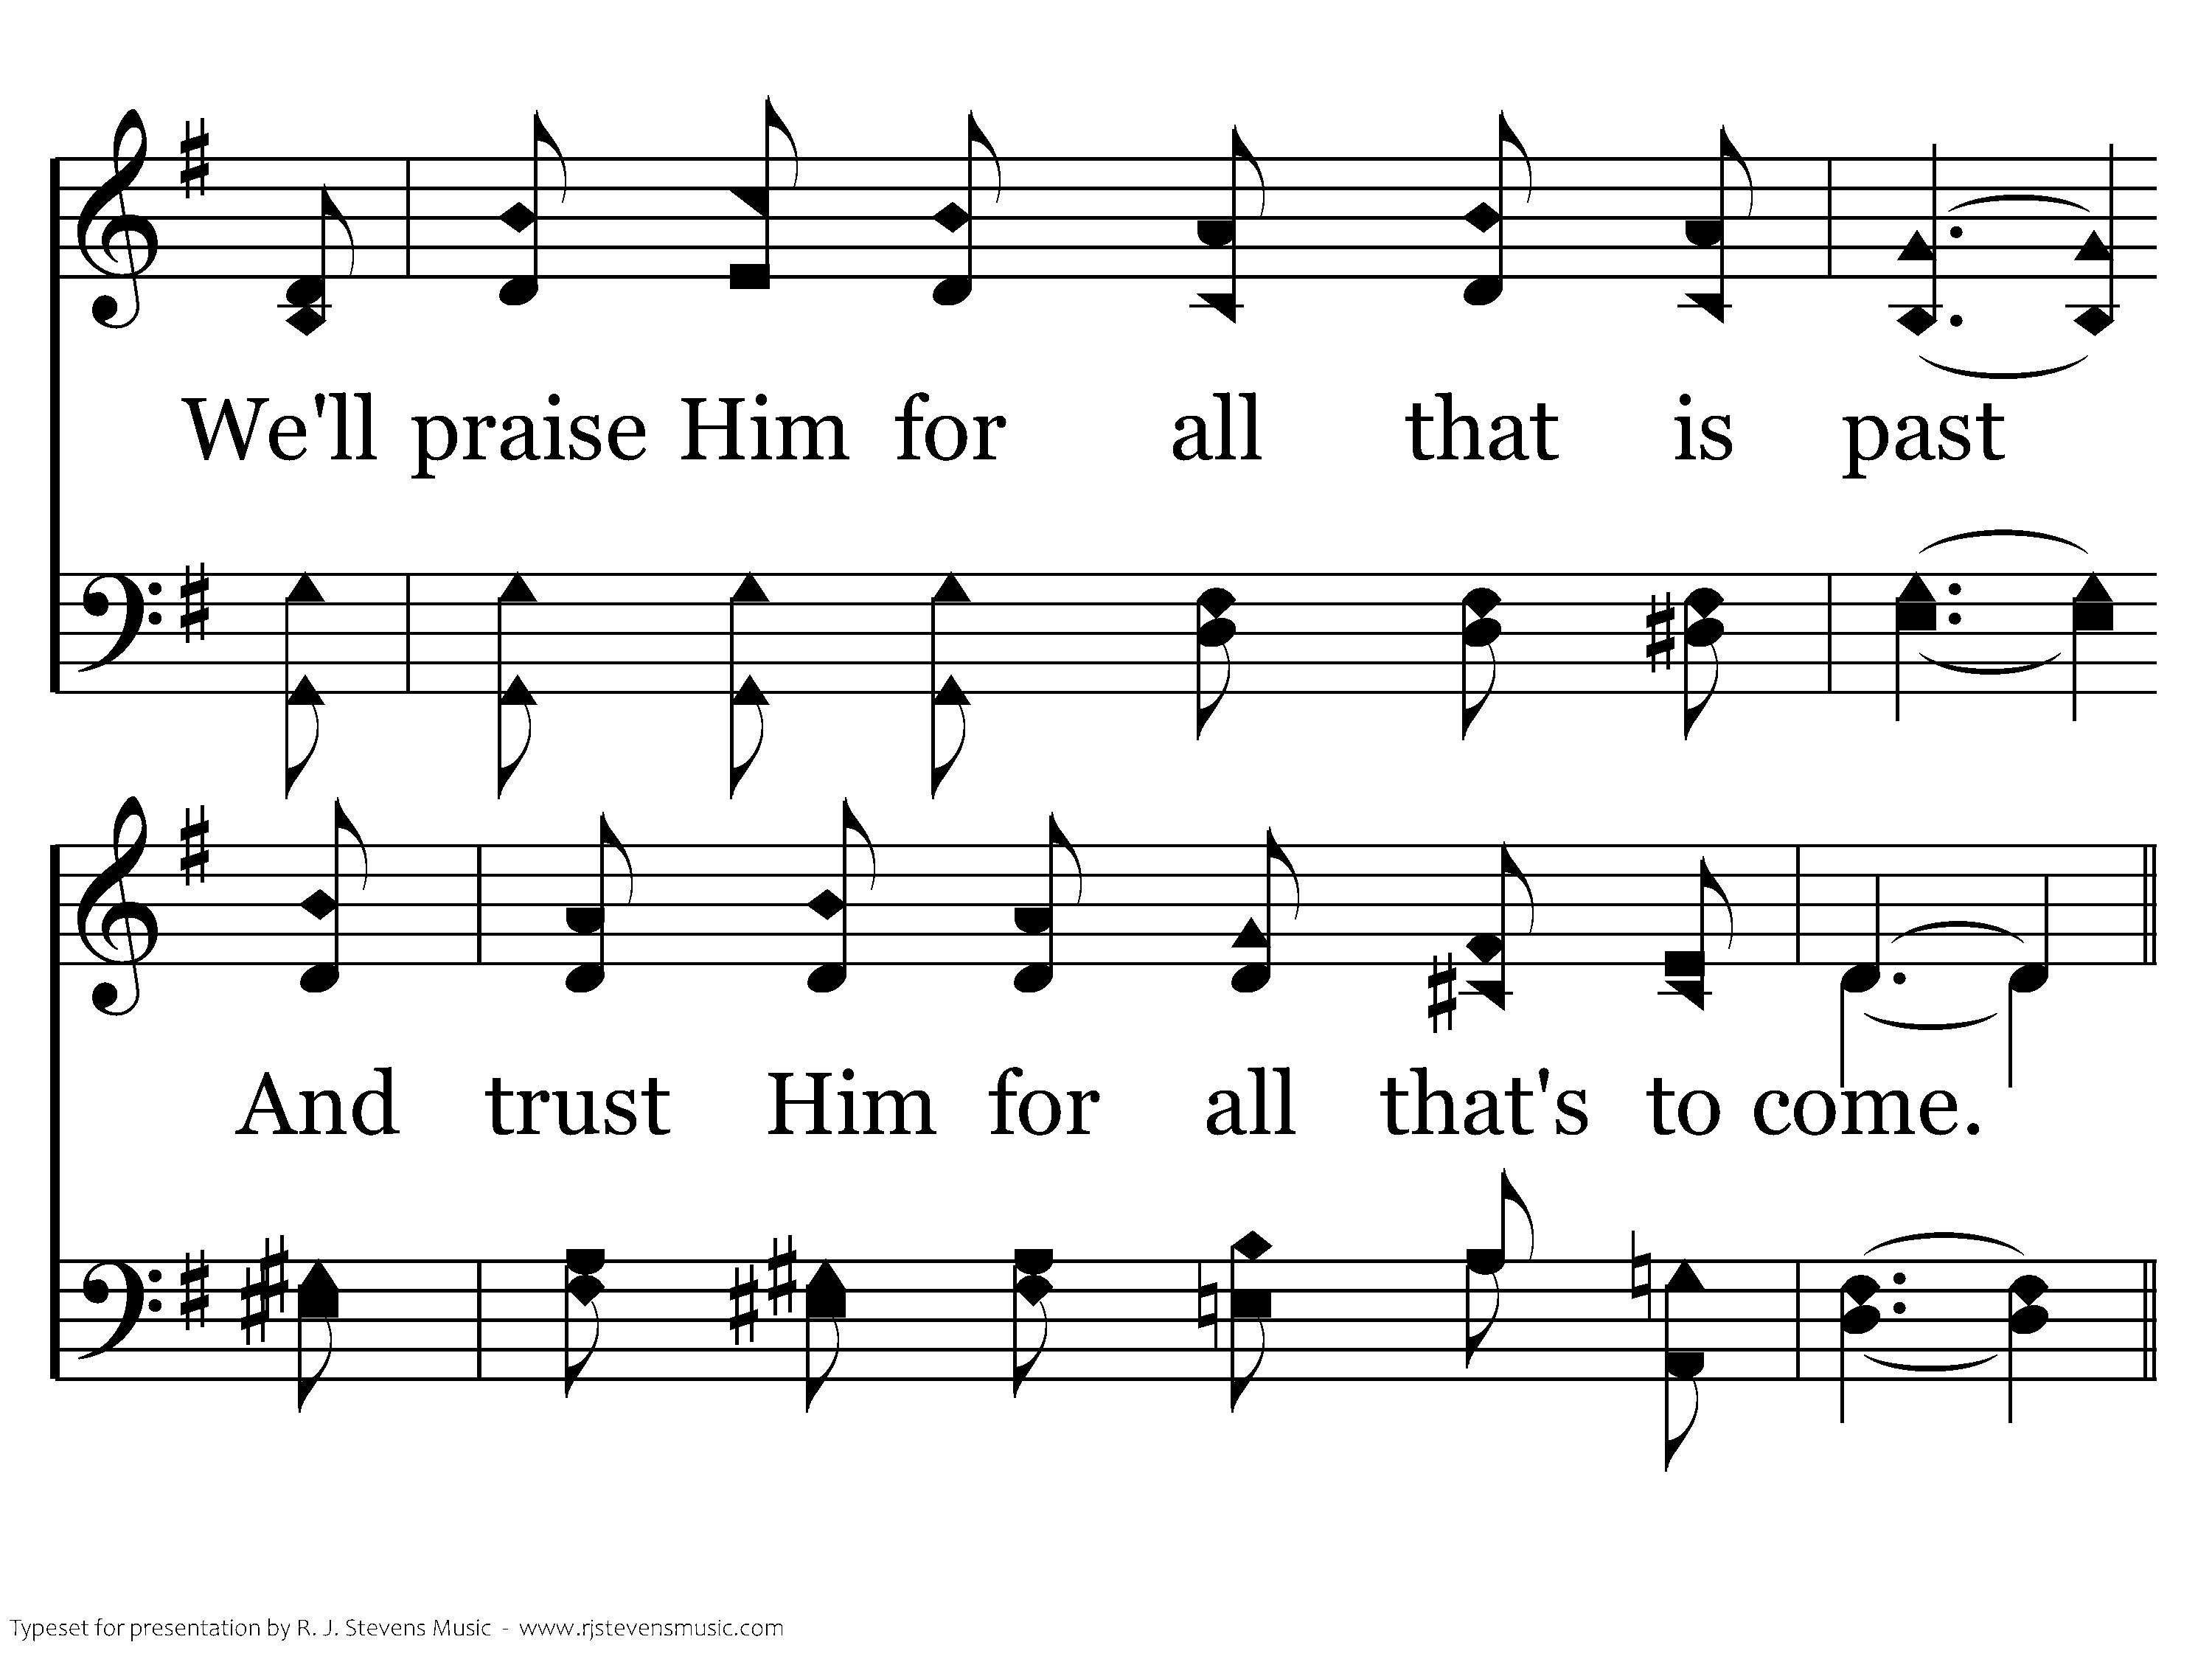 We'll praise Him for all that is past
And trust Him for all that's to come.
Typeset for presentation by R. J. Stevens Music - www.rjstevensmusic.com